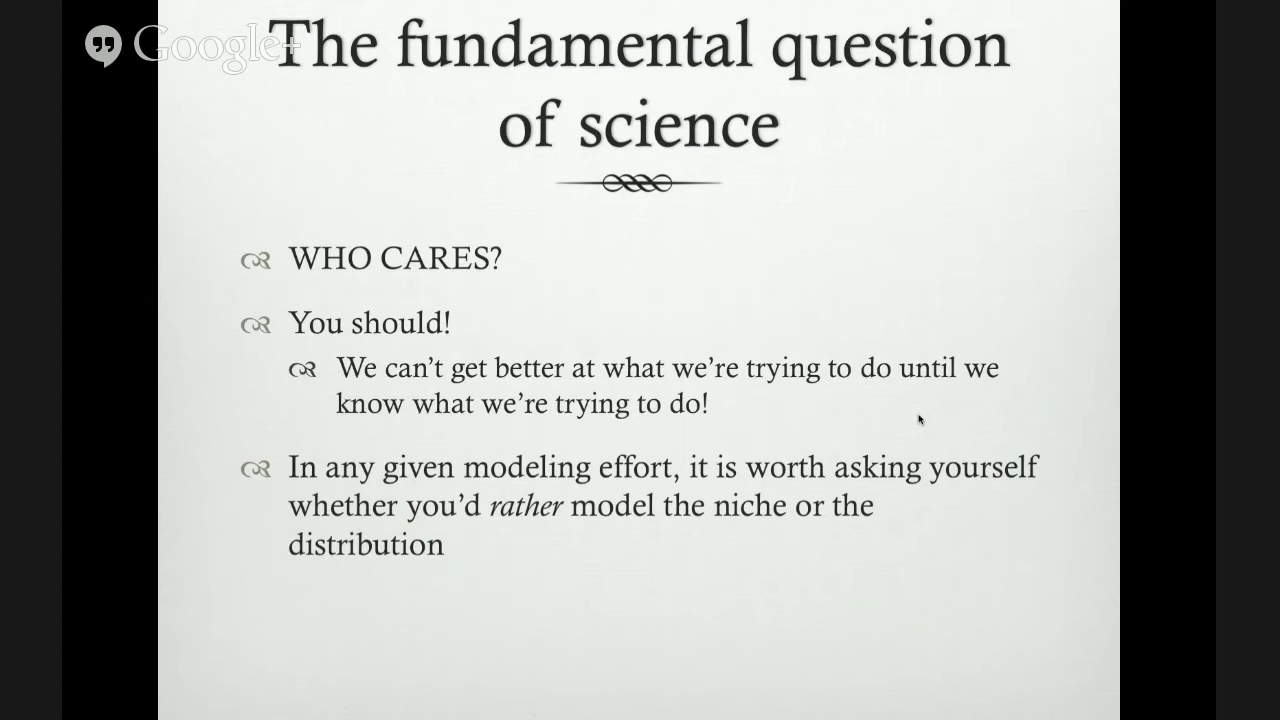 Google+
The fundamental question
of science
WHO CARES?
You should!
We can’t get better at what we’re trying to do until we
know what we’re trying to do!
In any given modeling effort, it is worth asking yourself
whether you’d rather model the niche or the
distribution